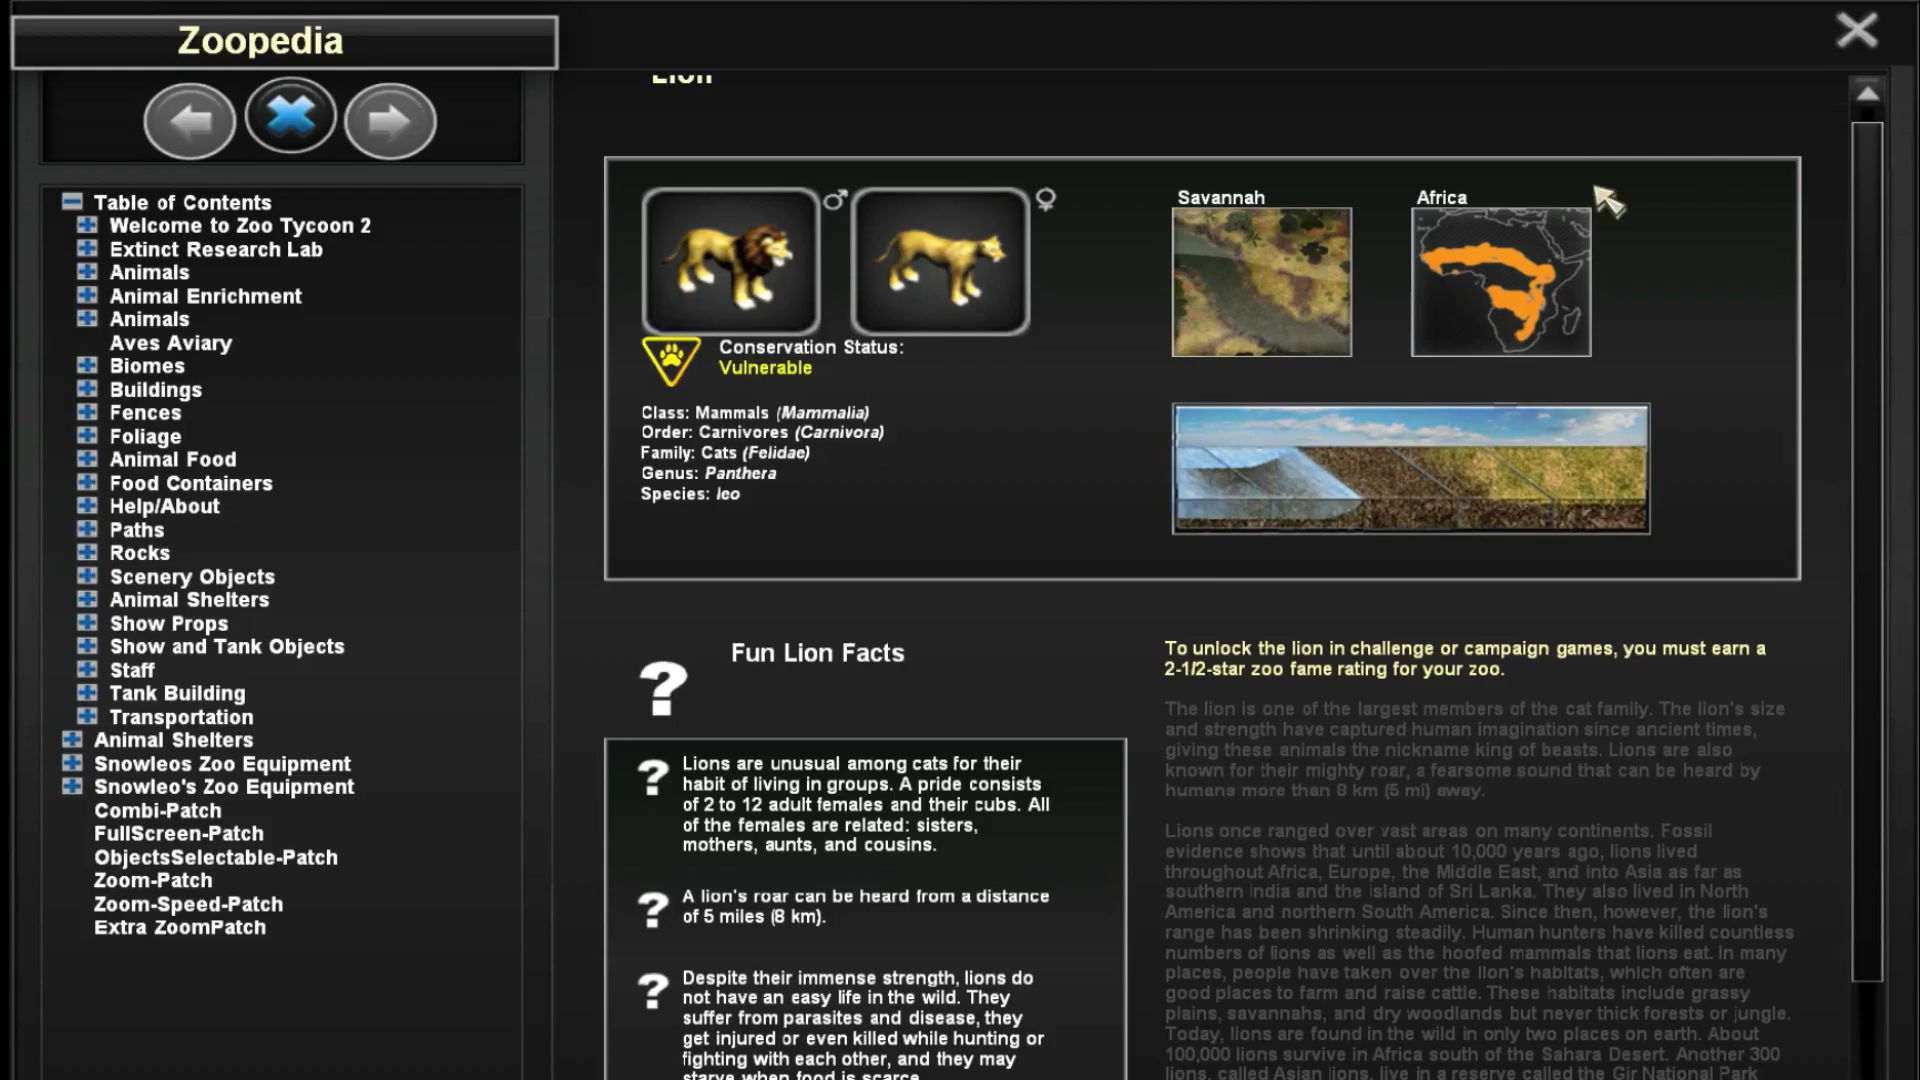 Zoopedia
Lion
Table of Contents
Welcome to Zoo Tycoon 2
Extinct Research Lab
Animals
Animal Enrichment
Animals
Aves Aviary
Biomes
Buildings
Fences
Foliage
Animal Food
Food Containers
Help/About
Paths
Rocks
Scenery Objects
Animal Shelters
Show Props
Show and Tank Objects
Staff
Tank Building
Transportation
Animal Shelters
Snowleos Zoo Equipment
Snowleo's Zoo Equipment
Combi-Patch
FullScreen-Patch
ObjectsSelectable-Patch
Zoom-Patch
Zoom-Speed-Patch
Extra ZoomPatch
Savannah
Africa
Conservation Status:
Vulnerable
Class: Mammals (Mammalia)
Order: Carnivores (Carnivora)
Family: Cats (Felidae)
Genus: Panthera
Species: leo
Fun Lion Facts
Lions are unusual among cats for their
habit of living in groups. A pride consists
of 2 to 12 adult females and their cubs. All
of the females are related: sisters,
mothers, aunts, and cousins.
A lion's roar can be heard from a distance
of 5 miles (8 km).
Despite their immense strength, lions do
not have an easy life in the wild. They
suffer from parasites and disease, they
get injured or even killed while hunting or
fighting with each other, and they may
starve when food is scarce.
To unlock the lion in challenge or campaign games, you must earn a
2-1/2-star zoo fame rating for your zoo.
The lion is one of the largest members of the cat family. The lion's size
and strength have captured human imagination since ancient times,
giving these animals the nickname king of beasts. Lions are also
known for their mighty roar, a fearsome sound that can be heard by
humans more than 8 km (5 mi) away.
Lions once ranged over vast areas on many continents. Fossil
evidence shows that until about 10,000 years ago, lions lived
throughout Africa, Europe, the Middle East, and into Asia as far as
southern India and the island of Sri Lanka. They also lived in North
America and northern South America. Since then, however, the lion's
range has been shrinking steadily. Human hunters have killed countless
numbers of lions as well as the hoofed mammals that lions eat. In many
places, people have taken over the lion's habitats, which often are
good places to farm and raise cattle. These habitats include grassy
plains, savannahs, and dry woodlands but never thick forests or jungle.
Today, lions are found in the wild in only two places on earth. About
100,000 lions survive in Africa south of the Sahara Desert. Another 300
lions, called Asian lions, live in a reserve called the Gir National Park